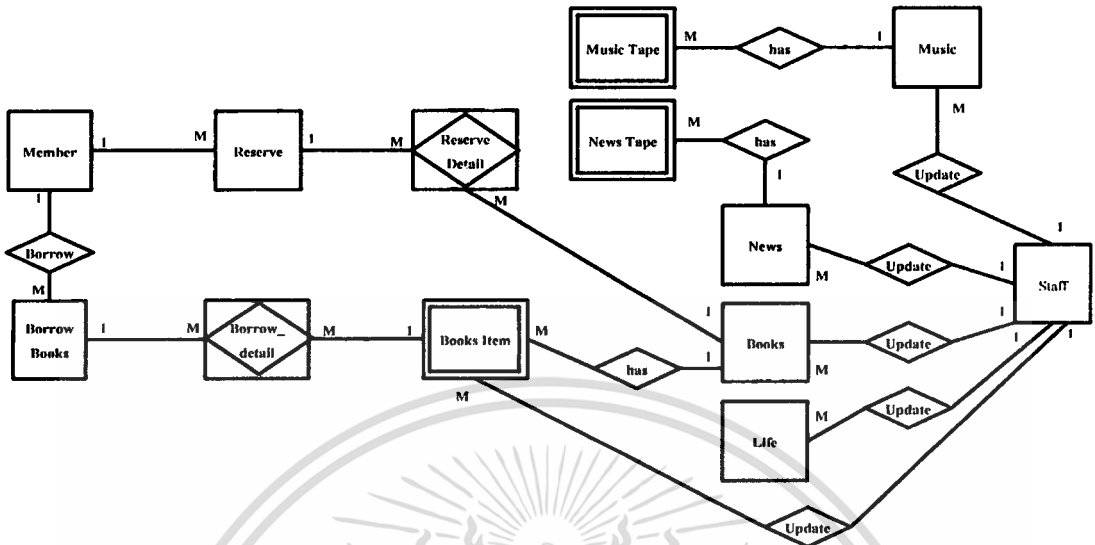 Music Tape
M
has
1
Music
M
News Tape
M
has
1
Update
1
Member
1
M
Reserve
1
M
Reserve
Detail
M
1
Borrow
M
News
M
Update
1
Staff
Borrow
Books
1
M
Borrow_
detail
M
1
Books Item
M
has
1
1
Books
M
Update
1
1
1
M
Life
M
Update
Update